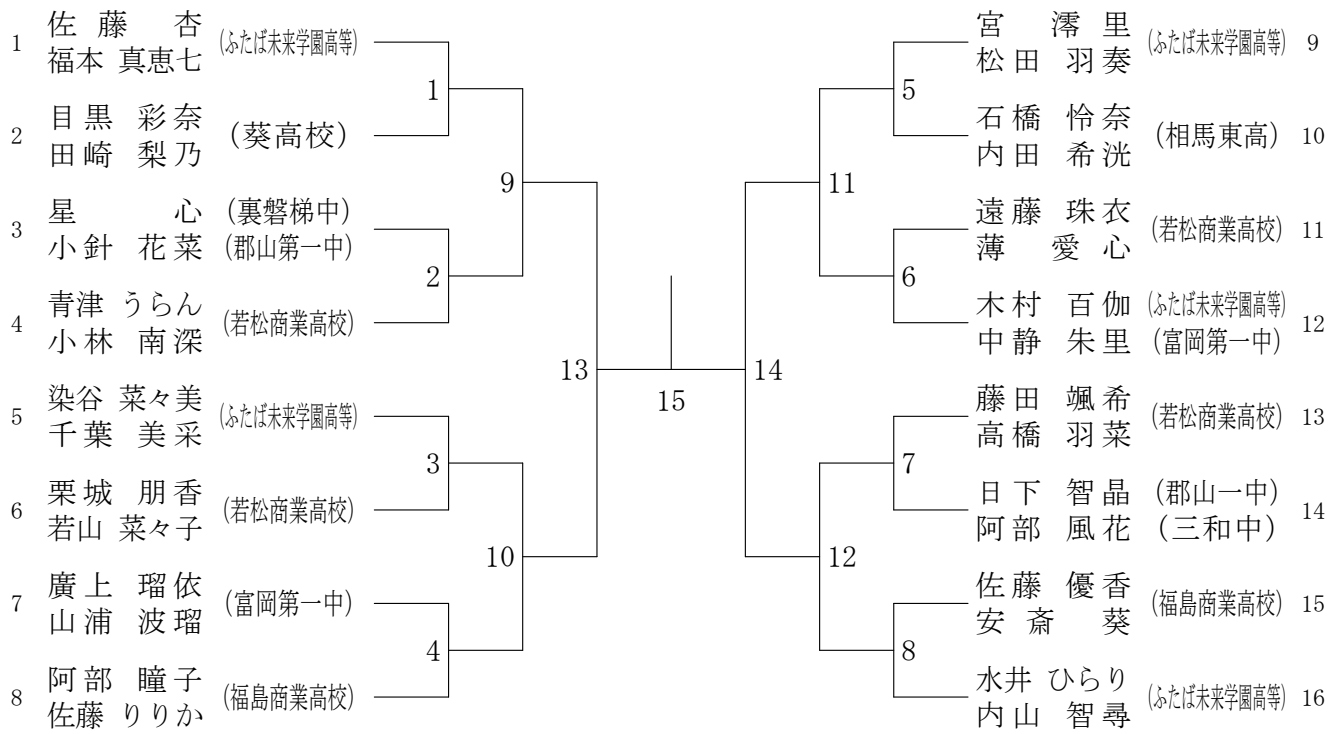 1 佐藤 杏 (ふたば未来学園高等)
福本 真恵七
2 目黒 彩奈 (葵高校)
田崎 梨乃
3 星 心 (裏磐梯中)
小針 花菜 (郡山第一中)
4 青津 うらん (若松商業高校)
小林 南深
5 染谷 菜々美 (ふたば未来学園高等)
千葉 美采
6 栗城 朋香 (若松商業高校)
若山 菜々子
7 廣上 瑠依 (富岡第一中)
山浦 波瑠
8 阿部 瞳子 (福島商業高校)
佐藤 りりか
1
2
3
4
9
10
13
15
14
11
12
5
6
7
8
宮 澪里 (ふたば未来学園高等) 9
松田 羽奏
石橋 怜奈 (相馬東高) 10
内田 希洸
遠藤 珠衣 (若松商業高校) 11
薄 愛心
木村 百伽 (ふたば未来学園高等) 12
中静 朱里 (富岡第一中)
藤田 颯希 (若松商業高校) 13
高橋 羽菜
日下 智晶 (郡山一中) 14
阿部 風花 (三和中)
佐藤 優香 (福島商業高校) 15
安斎 葵
水井 ひらり (ふたば未来学園高等) 16
内山 智尋